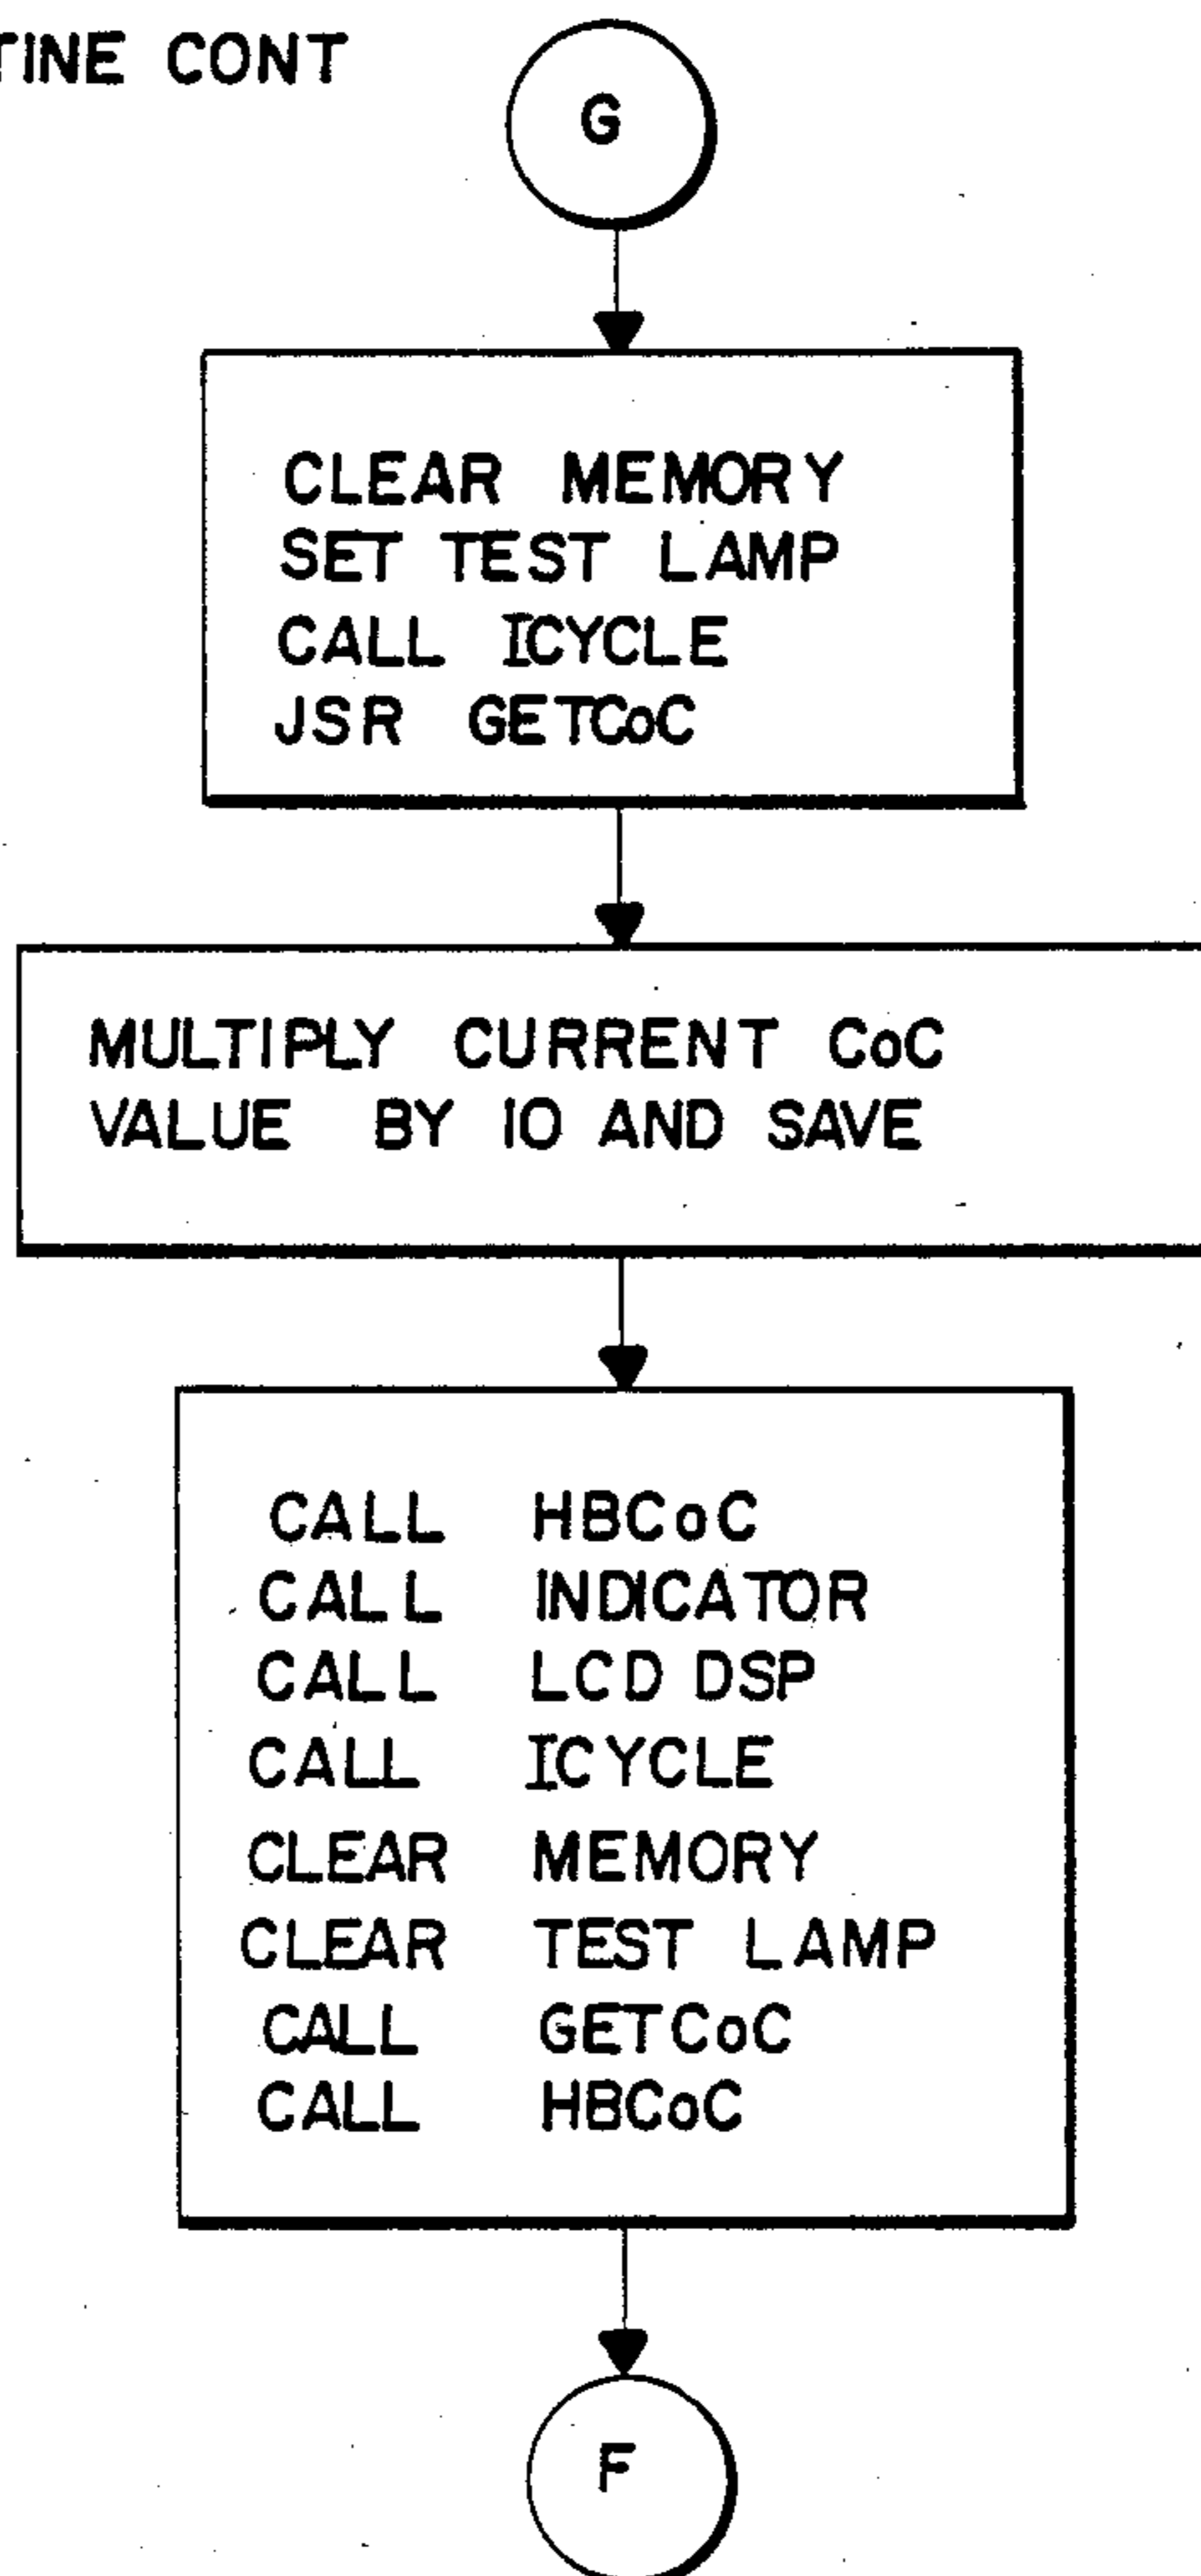 TINE CONT
G
CLEAR MEMORY
SET TEST LAMP
CALL ICYCLE
JSR GETCoC
MULTIPLY CURRENT CoC
VALUE BY 10 AND SAVE
CALL HBCoC
CALL INDICATOR
CALL LCD DSP
CALL ICYCLE
CLEAR MEMORY
CLEAR TEST LAMP
CALL GETCoC
CALL HBCoC
F